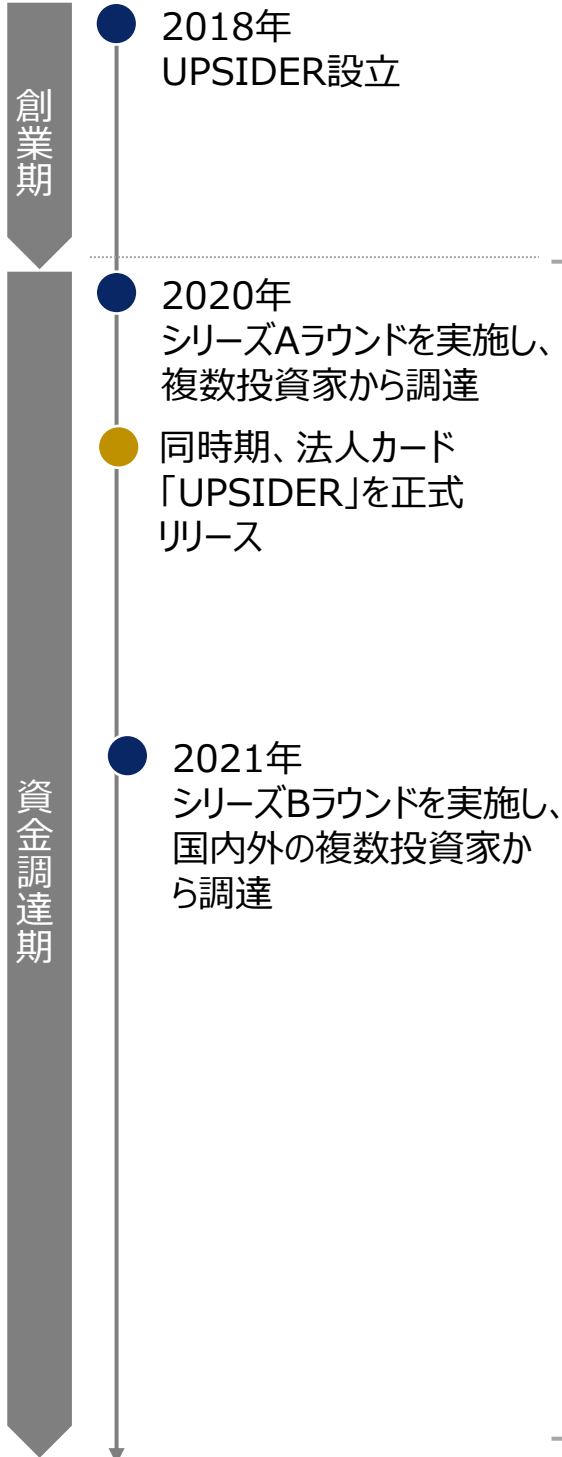 創業期
2018年
UPSIDER設立
資金調達期
2020年
シリーズAラウンドを実施し、
複数投資家から調達
同時期、法人カード
「UPSIDER」を正式
リリース
2021年
シリーズBラウンドを実施し、
国内外の複数投資家か
ら調達